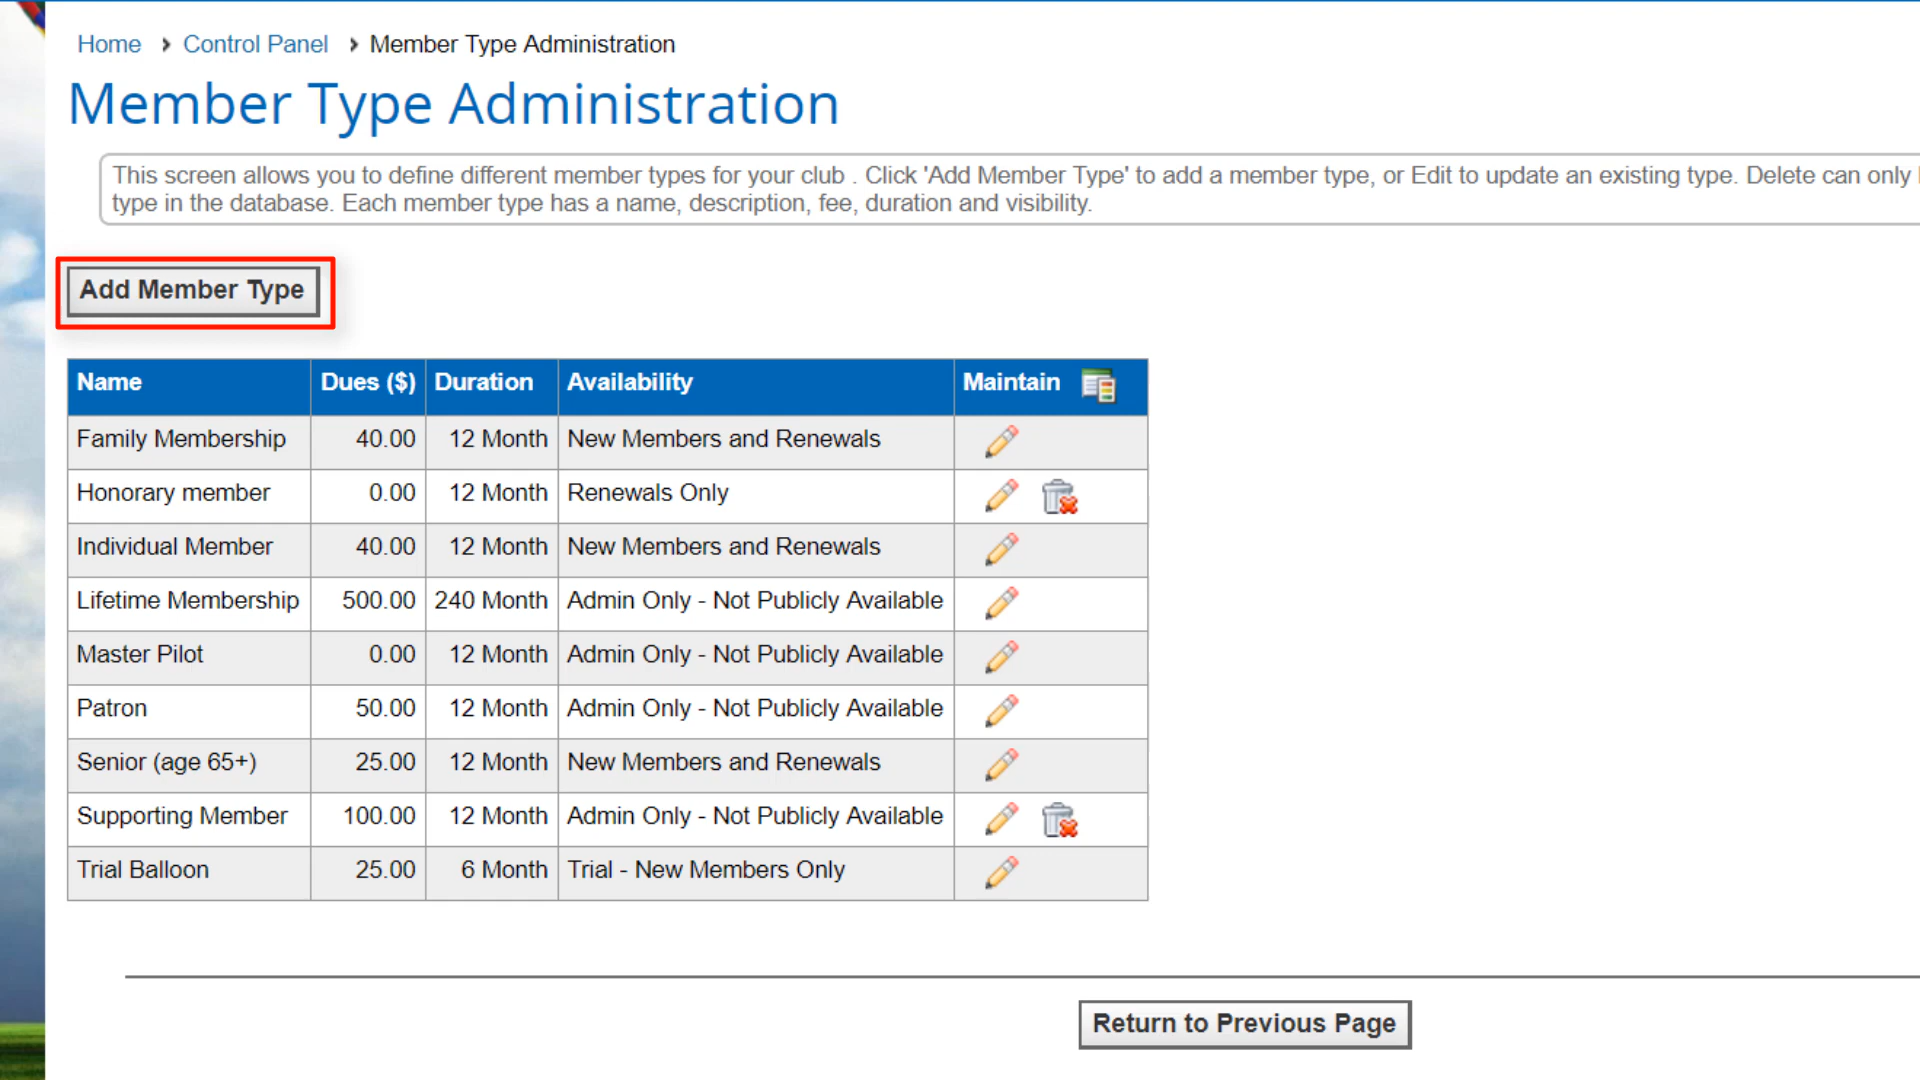 Home > Control Panel > Member Type Administration
Member Type Administration
This screen allows you to define different member types for your club . Click 'Add Member Type' to add a member type, or Edit to update an existing type. Delete can only
type in the database. Each member type has a name, description, fee, duration and visibility.
Add Member Type
Name Dues ($) Duration Availability Maintain
Family Membership 40.00 12 Month New Members and Renewals
Honorary member 0.00 12 Month Renewals Only
Individual Member 40.00 12 Month New Members and Renewals
Lifetime Membership 500.00 240 Month Admin Only - Not Publicly Available
Master Pilot 0.00 12 Month Admin Only - Not Publicly Available
Patron 50.00 12 Month Admin Only - Not Publicly Available
Senior (age 65+) 25.00 12 Month New Members and Renewals
Supporting Member 100.00 12 Month Admin Only - Not Publicly Available
Trial Balloon 25.00 6 Month Trial - New Members Only
Return to Previous Page